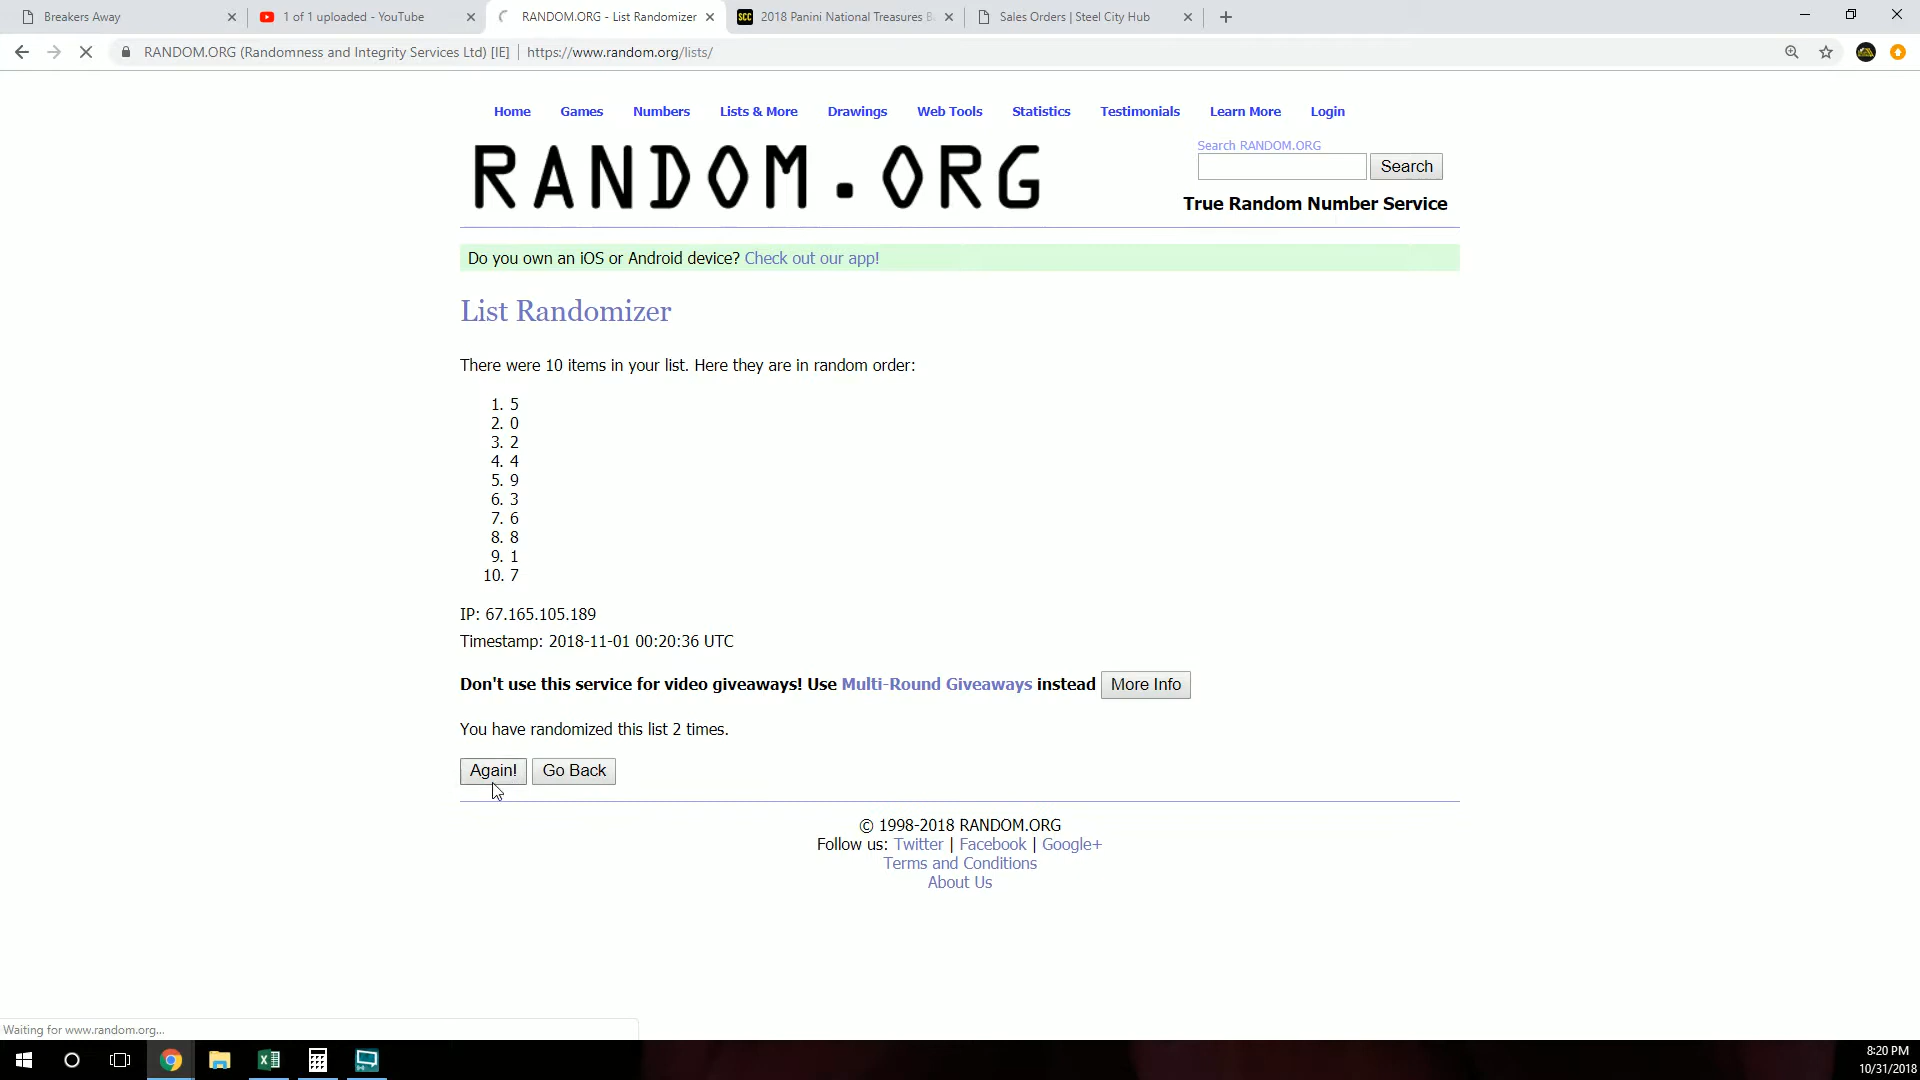 Breakers Away
1 of 1 uploaded - YouTube
RANDOM.ORG - List Randomizer
SCC
2018 Panini National Treasures B
Sales Orders | Steel City Hub
RANDOM.ORG (Randomness and Integrity Services Ltd) [IE]
https://www.random.org/lists/
Home Games Numbers Lists & More Drawings Web Tools Statistics Testimonials Learn More Login
RANDOM.ORG
Search RANDOM.ORG
Search
True Random Number Service
Do you own an iOS or Android device? Check out our app!
List Randomizer
There were 10 items in your list. Here they are in random order:
1. 5
2. 0
3. 2
4. 4
5. 9
6. 3
7. 6
8. 8
9. 1
10. 7
IP: 67.165.105.189
Timestamp: 2018-11-01 00:20:36 UTC
Don't use this service for video giveaways! Use Multi-Round Giveaways instead More Info
You have randomized this list 2 times.
Again! Go Back
© 1998-2018 RANDOM.ORG
Follow us: Twitter | Facebook | Google+
Terms and Conditions
About Us
Waiting for www.random.org...
8:20 PM
10/31/2018